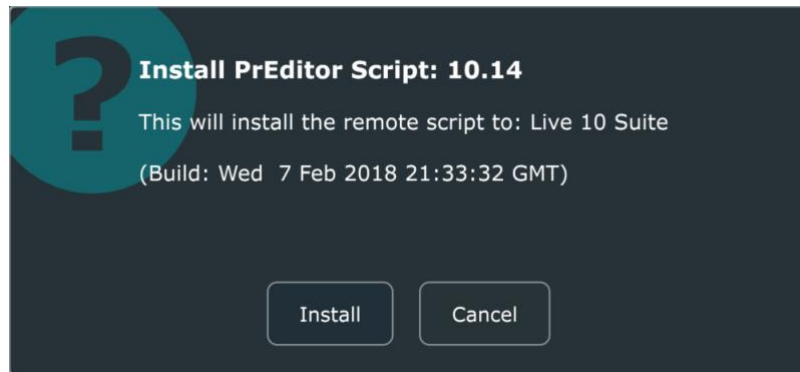 ?
Install PrEditor Script: 10.14
This will install the remote script to: Live 10 Suite
(Build: Wed  7 Feb 2018 21:33:32 GMT)
Install
Cancel